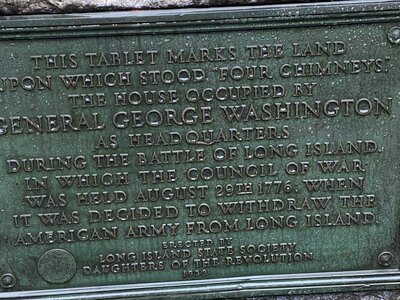 THIS TABLET MARKS THE LAND
UPON WHICH STOOD "FOUR CHIMNEYS,"
THE HOUSE OCCUPIED BY
GENERAL GEORGE WASHINGTON
AS HEADQUARTERS
DURING THE BATTLE OF LONG ISLAND,
IN WHICH THE COUNCIL OF WAR
WAS HELD AUGUST 29TH 1776, WHEN
IT WAS DECIDED TO WITHDRAW THE
AMERICAN ARMY FROM LONG ISLAND.
ERECTED BY
LONG ISLAND SOCIETY
DAUGHTERS OF THE REVOLUTION